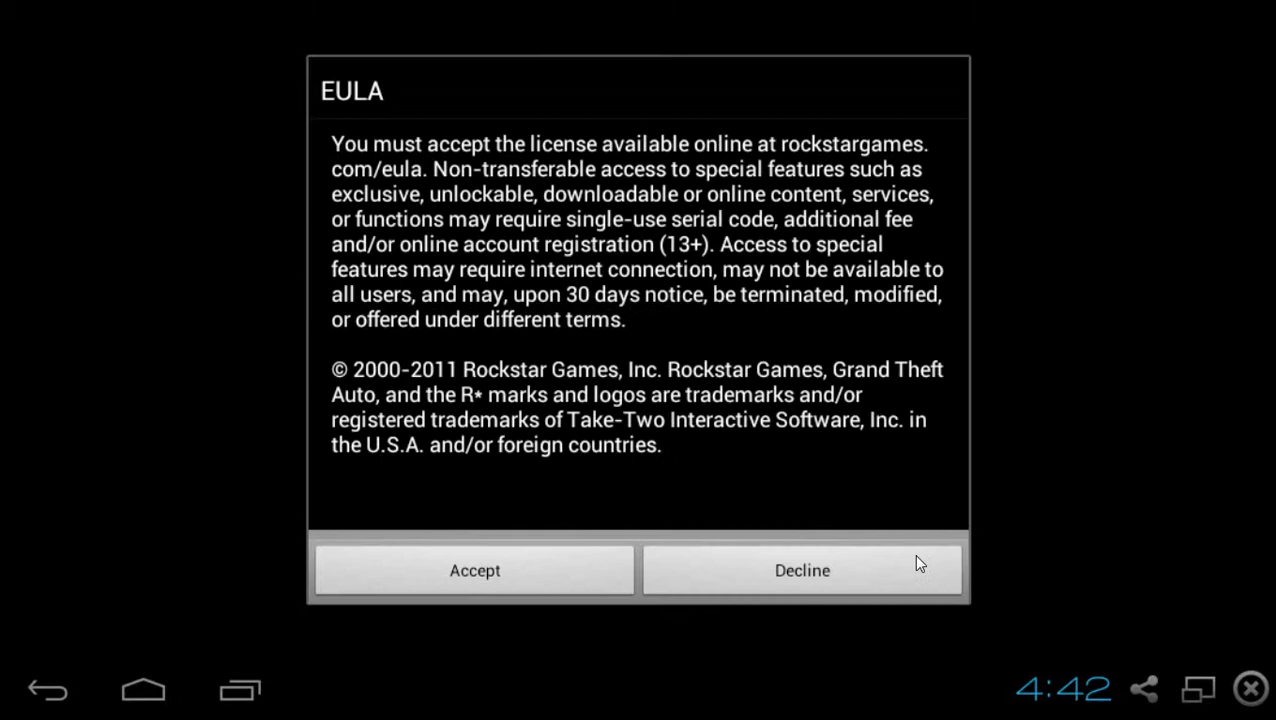 EULA
You must accept the license available online at rockstargames.
com/eula. Non-transferable access to special features such as
exclusive, unlockable, downloadable or online content, services,
or functions may require single-use serial code, additional fee
and/or online account registration (13+). Access to special
features may require internet connection, may not be available to
all users, and may, upon 30 days notice, be terminated, modified,
or offered under different terms.
© 2000-2011 Rockstar Games, Inc. Rockstar Games, Grand Theft
Auto, and the R* marks and logos are trademarks and/or
registered trademarks of Take-Two Interactive Software, Inc. in
the U.S.A. and/or foreign countries.
Accept Decline
4:42